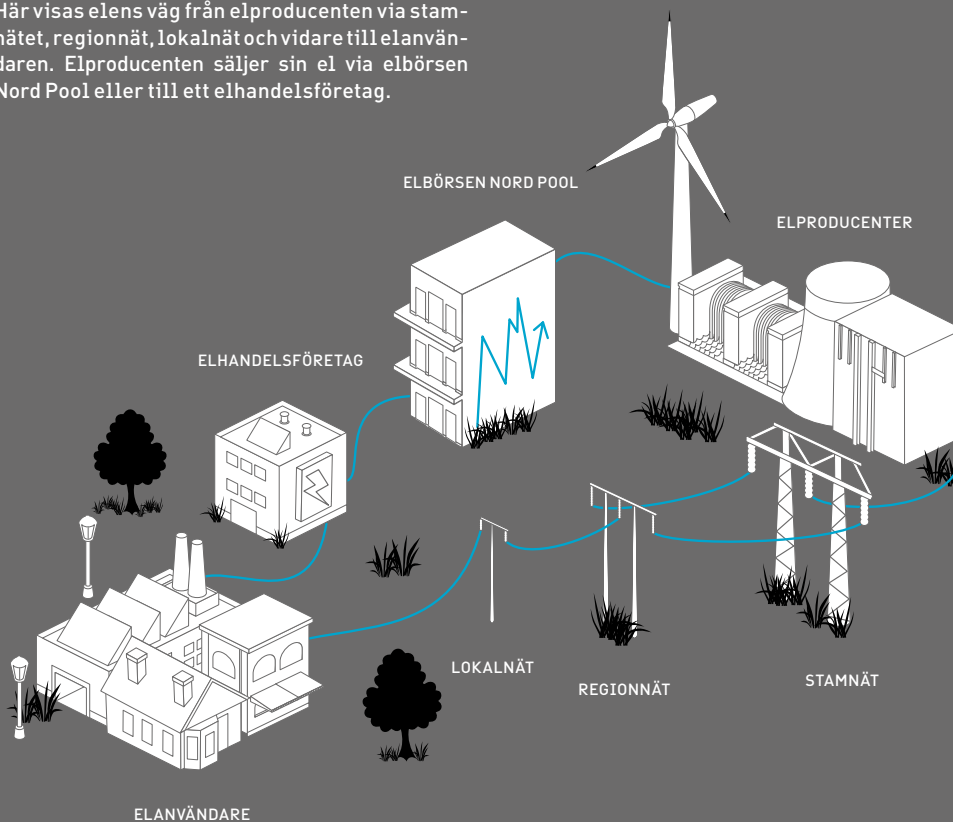 Här visas elens väg från elproducenten via stam-
nätet, regionnät, lokalnät och vidare till elanvän-
daren. Elproducenten säljer sin el via elbörsen
Nord Pool eller till ett elhandelsföretag.
ELBÖRSEN NORD POOL
ELPRODUCENTER
ELHANDELSFÖRETAG
LOKALNÄT
REGIONNÄT
STAMNÄT
ELANVÄNDARE